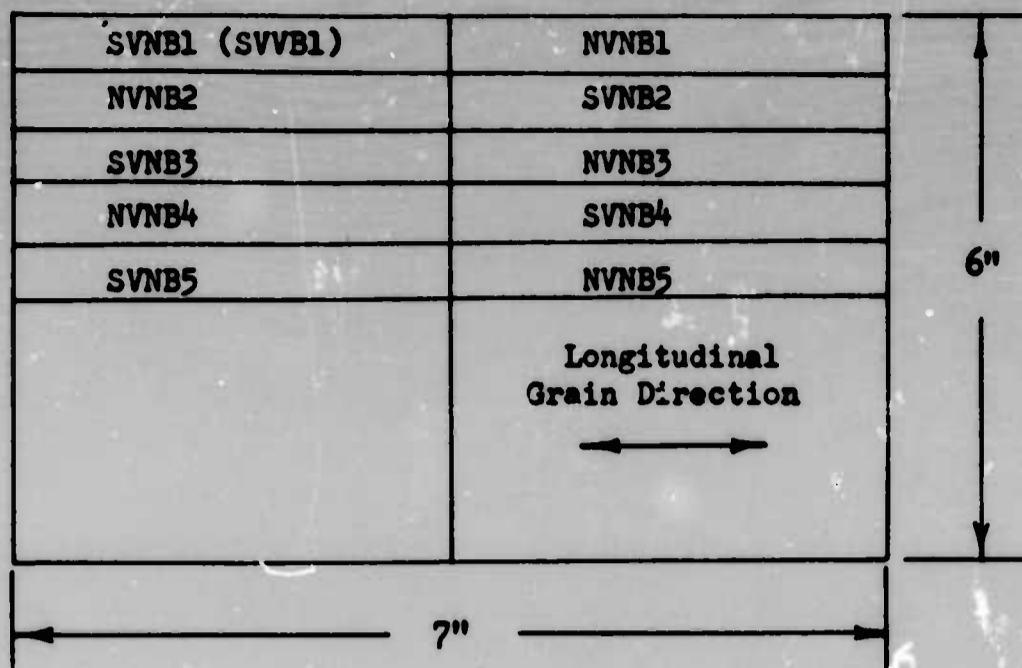 SVNB1 (SVVB1) NVNB1
NVNB2 SVNB2
SVNB3 NVNB3
NVNB4 SVNB4
SVNB5 NVNB5
6"
Longitudinal
Grain Direction
7"